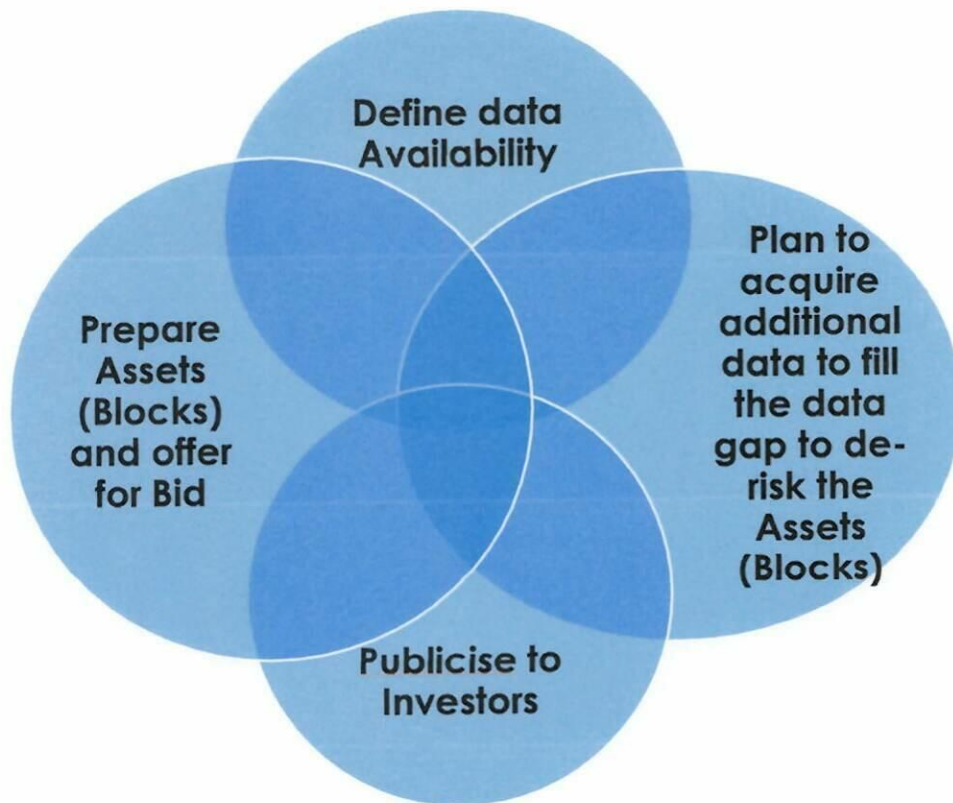 Define data
Availability
Plan to
acquire
additional
data to fill
the data
gap to de-
risk the
Assets
(Blocks)
Publicise to
Investors
Prepare
Assets
(Blocks)
and offer
for Bid